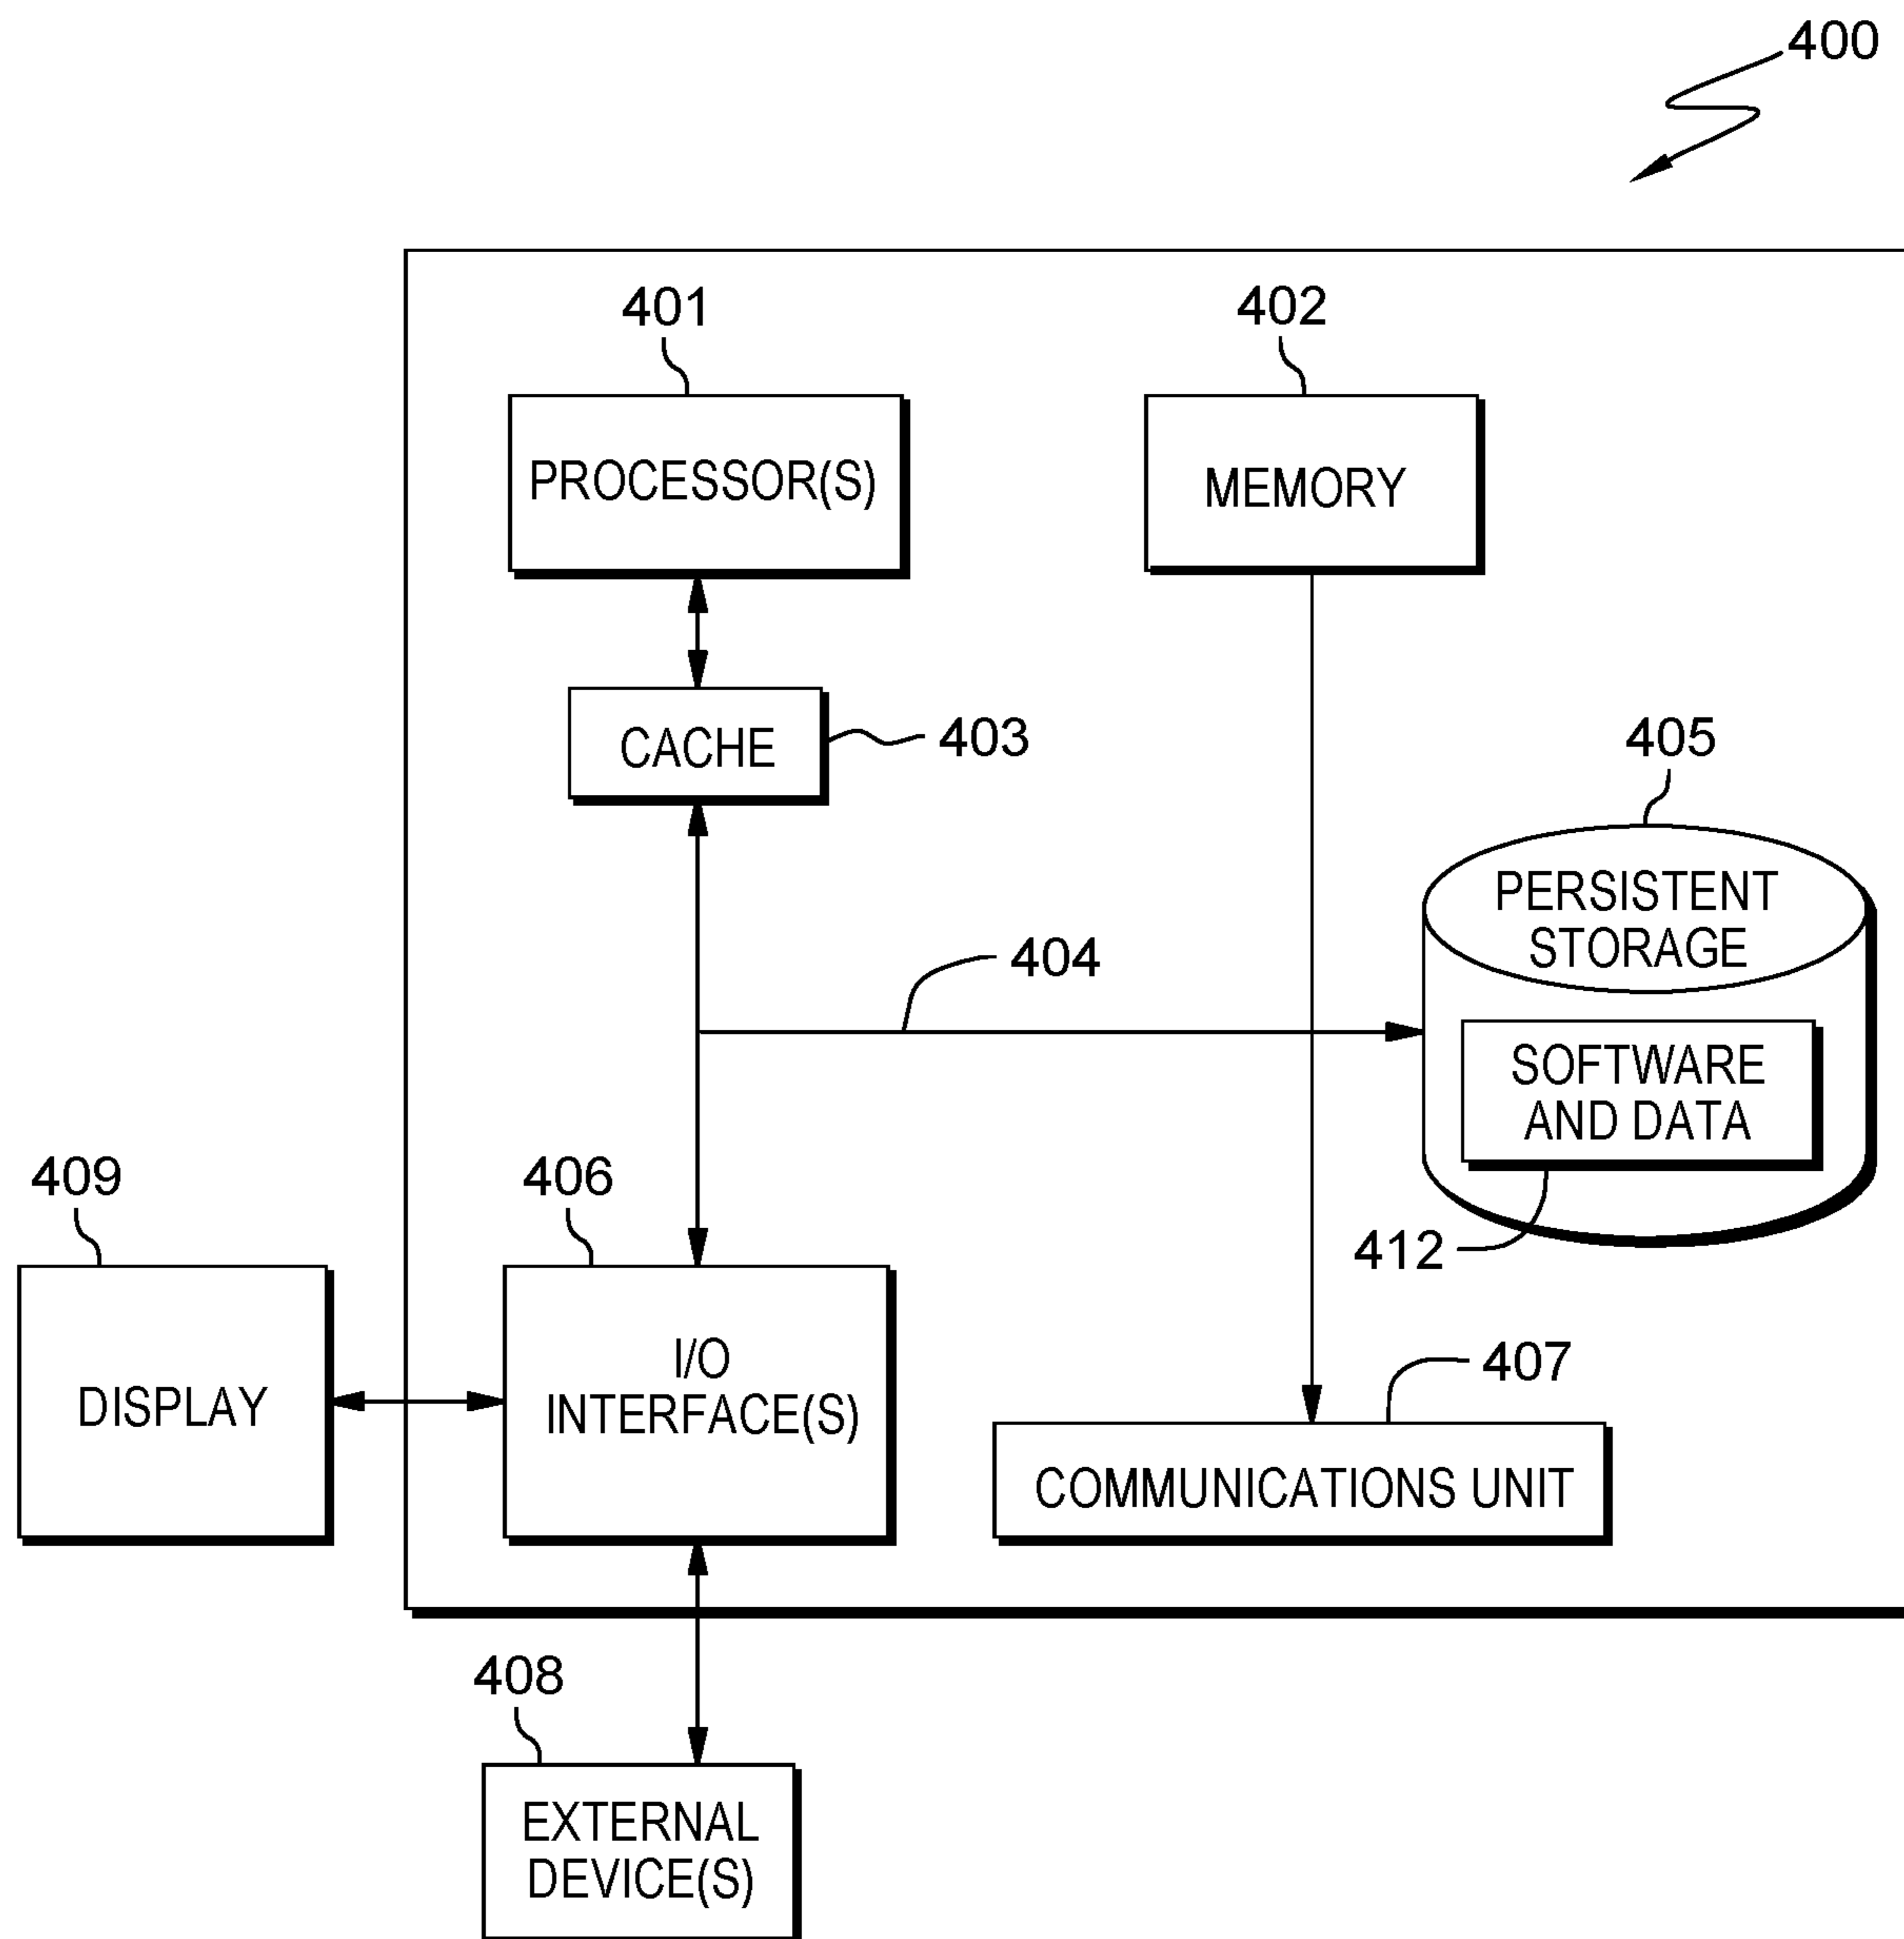 400
401
402
PROCESSOR(S)
MEMORY
CACHE
403
405
PERSISTENT
STORAGE
404
SOFTWARE
AND DATA
409
406
412
DISPLAY
I/O
INTERFACE(S)
407
COMMUNICATIONS UNIT
408
EXTERNAL
DEVICE(S)